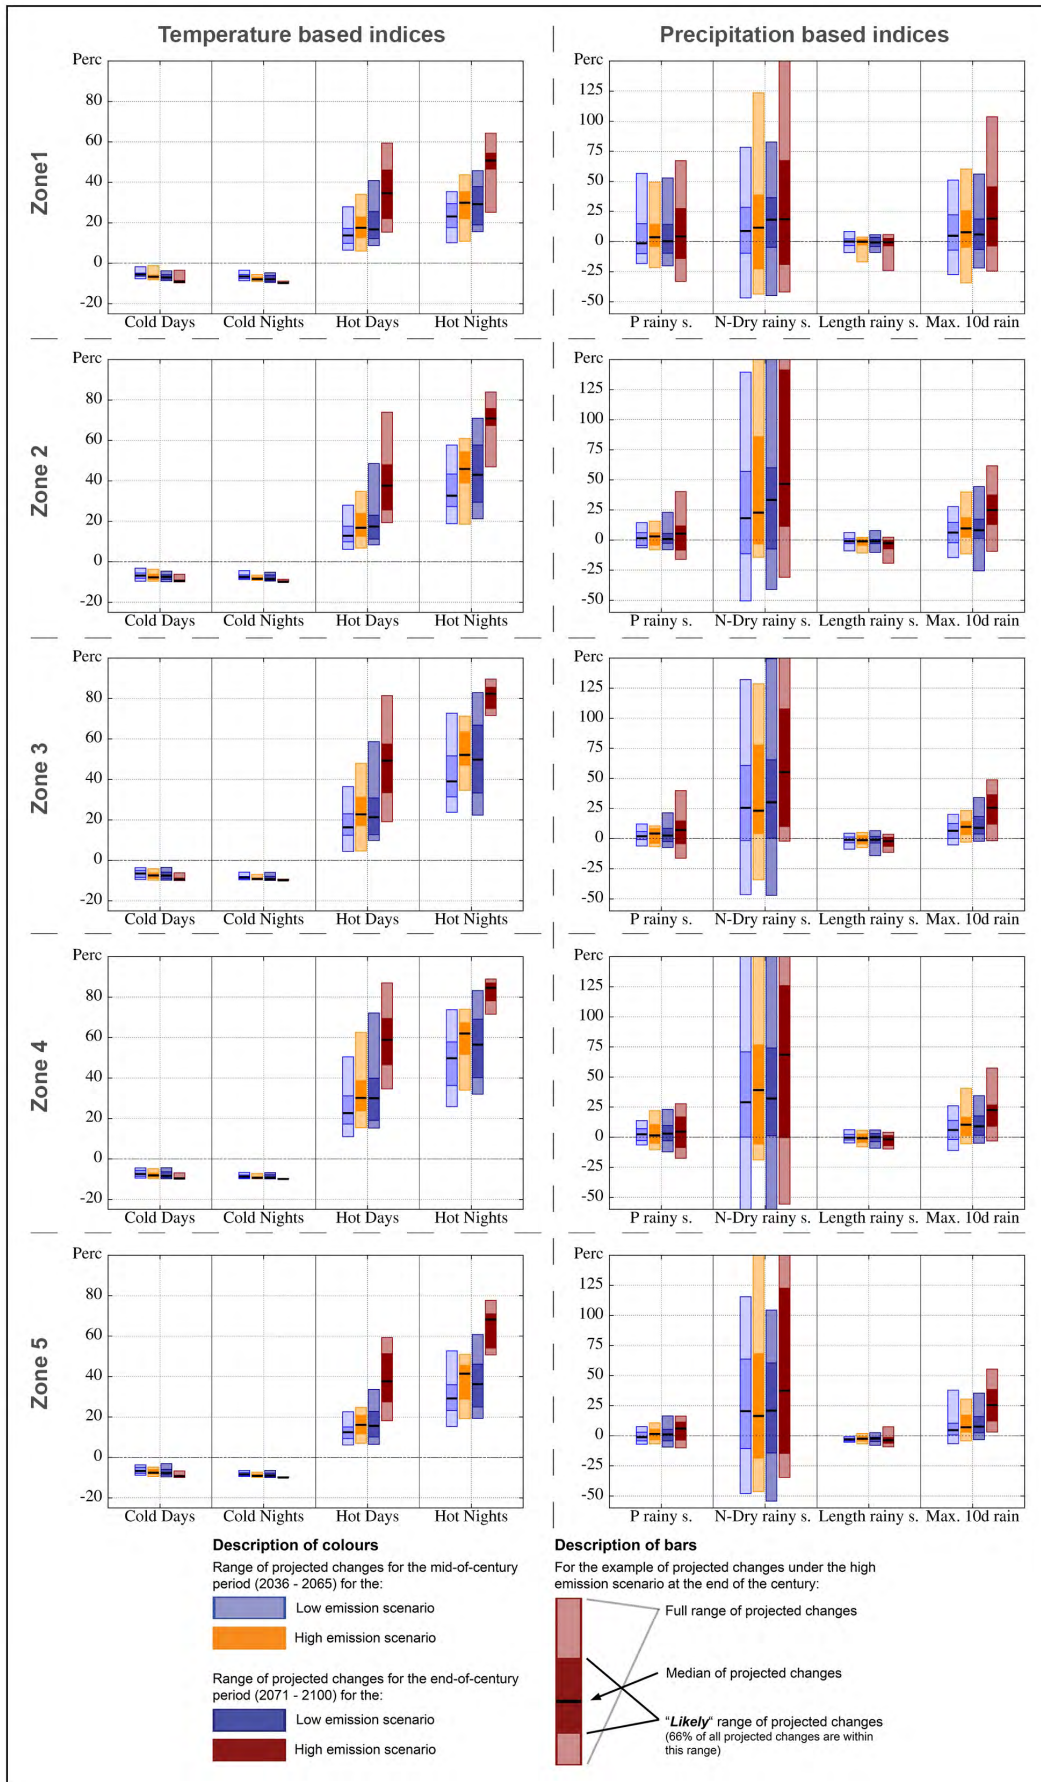 Temperature based indices
Precipitation based indices
Zone1
Perc
80
60
40
20
0
-20
Cold Days Cold Nights Hot Days Hot Nights
Perc
125
100
75
50
25
0
-25
-50
P rainy s. N-Dry rainy s. Length rainy s. Max. 10d rain
Zone 2
Perc
80
60
40
20
0
-20
Cold Days Cold Nights Hot Days Hot Nights
Perc
125
100
75
50
25
0
-25
-50
P rainy s. N-Dry rainy s. Length rainy s. Max. 10d rain
Zone 3
Perc
80
60
40
20
0
-20
Cold Days Cold Nights Hot Days Hot Nights
Perc
125
100
75
50
25
0
-25
-50
P rainy s. N-Dry rainy s. Length rainy s. Max. 10d rain
Zone 4
Perc
80
60
40
20
0
-20
Cold Days Cold Nights Hot Days Hot Nights
Perc
125
100
75
50
25
0
-25
-50
P rainy s. N-Dry rainy s. Length rainy s. Max. 10d rain
Zone 5
Perc
80
60
40
20
0
-20
Cold Days Cold Nights Hot Days Hot Nights
Perc
125
100
75
50
25
0
-25
-50
P rainy s. N-Dry rainy s. Length rainy s. Max. 10d rain
Description of colours
Range of projected changes for the mid-of-century
period (2036 - 2065) for the:
Low emission scenario
High emission scenario
Range of projected changes for the end-of-century
period (2071 - 2100) for the:
Low emission scenario
High emission scenario
Description of bars
For the example of projected changes under the high
emission scenario at the end of the century:
Full range of projected changes
Median of projected changes
"Likely" range of projected changes
(66% of all projected changes are within
this range)